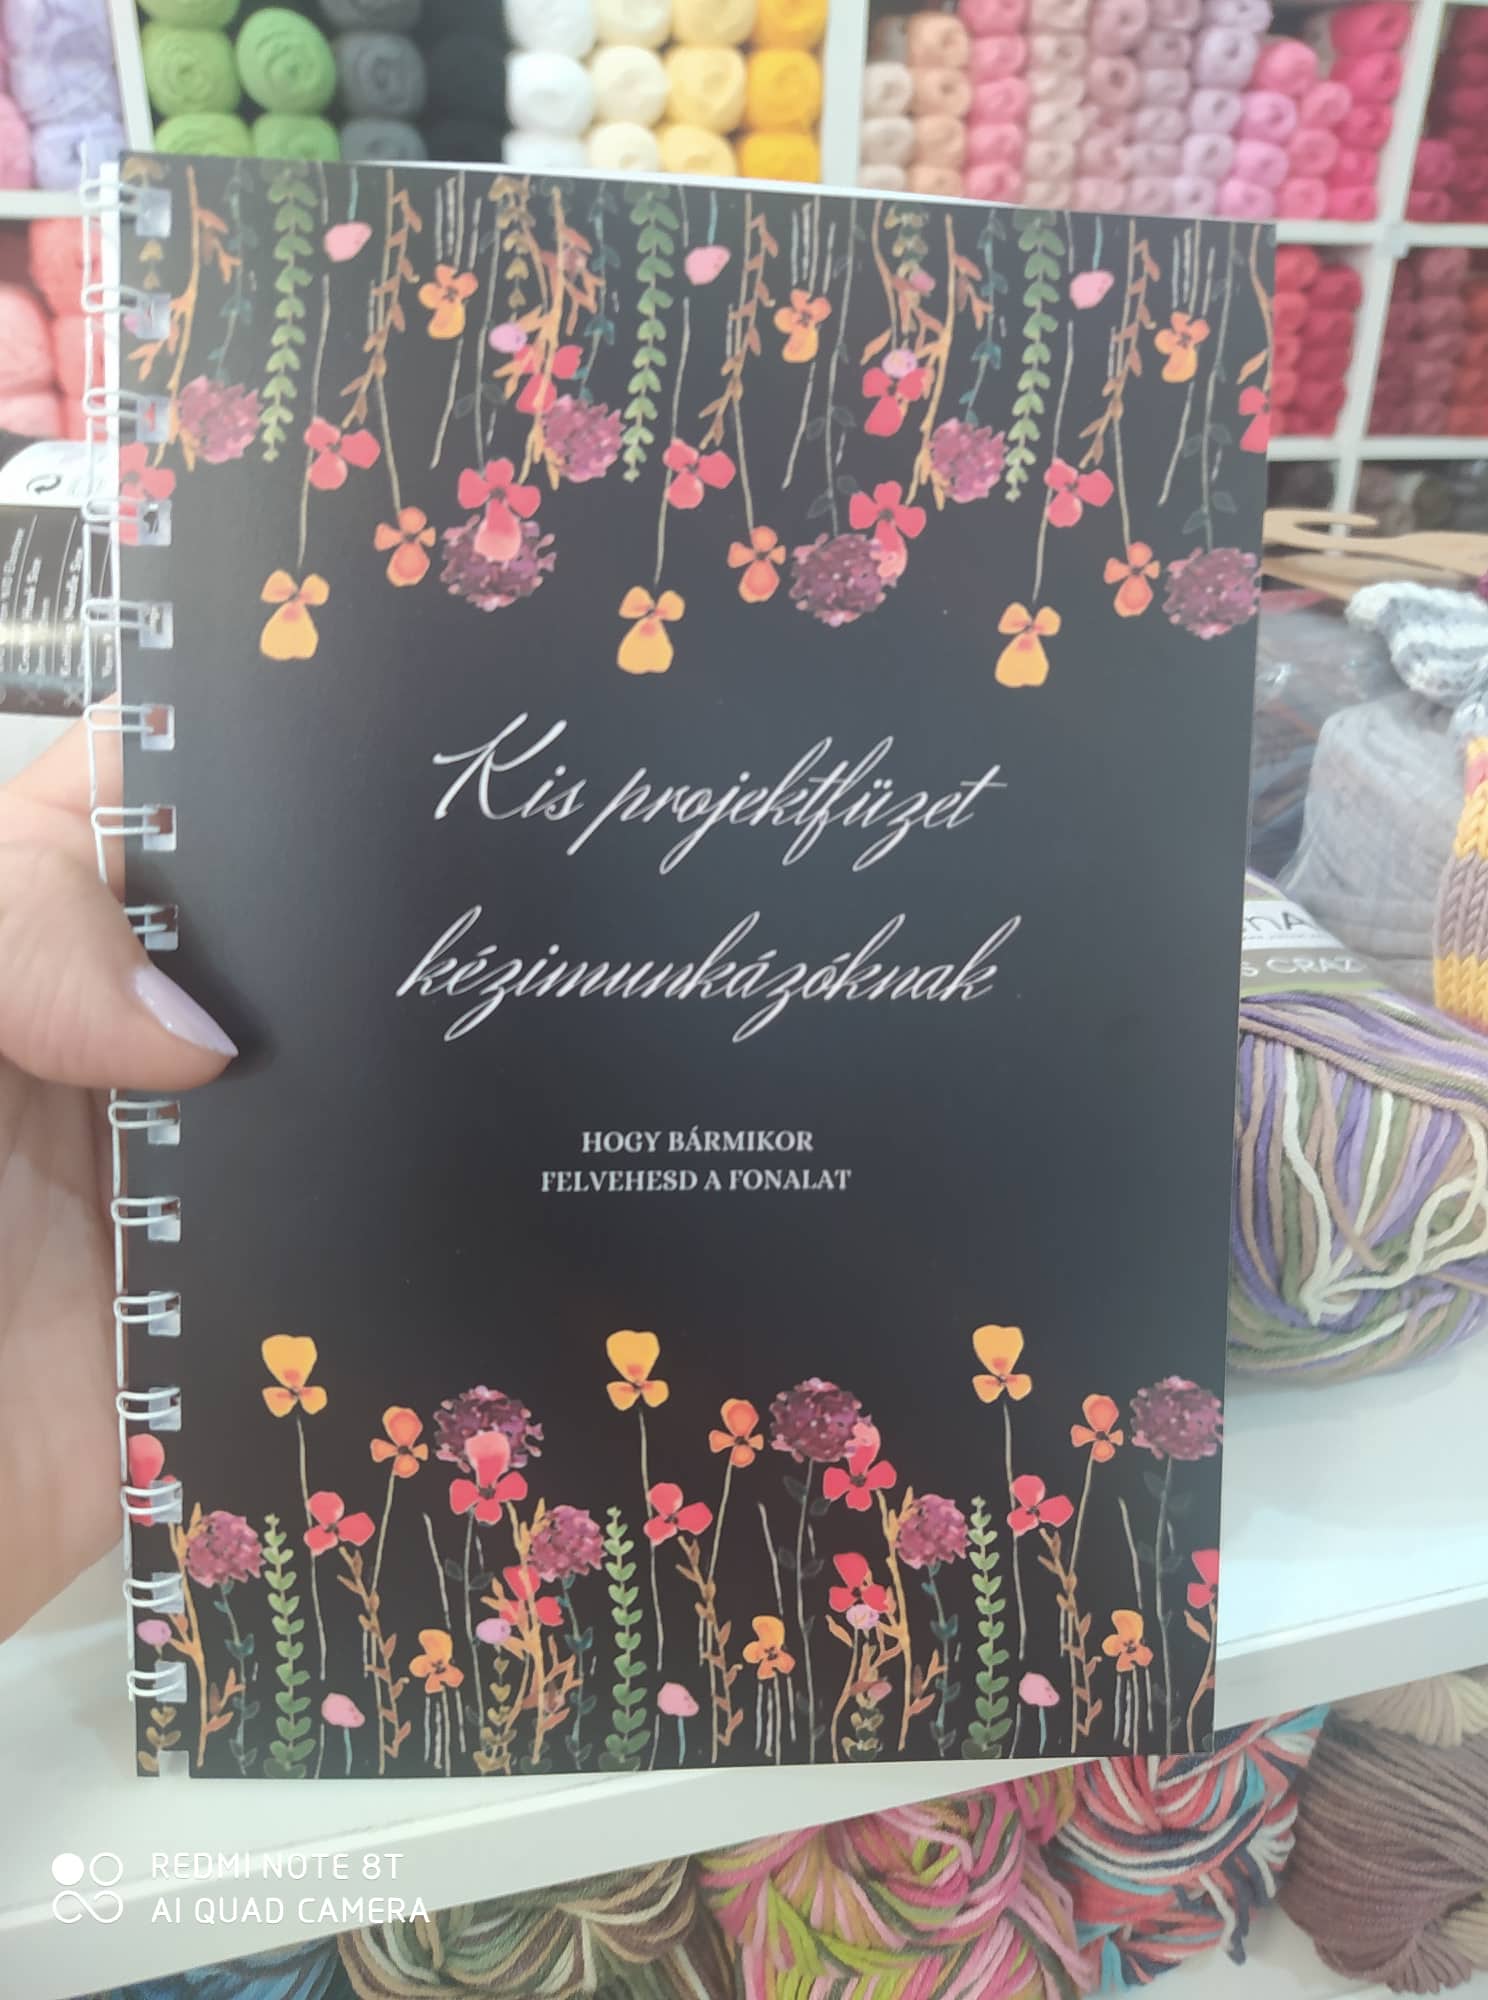 Kis projektfüzet
kézimunkázóknak
HOGY BÁRMIKOR
FELVEHESD A FONALAT
REDMI NOTE 8T
AI QUAD CAMERA